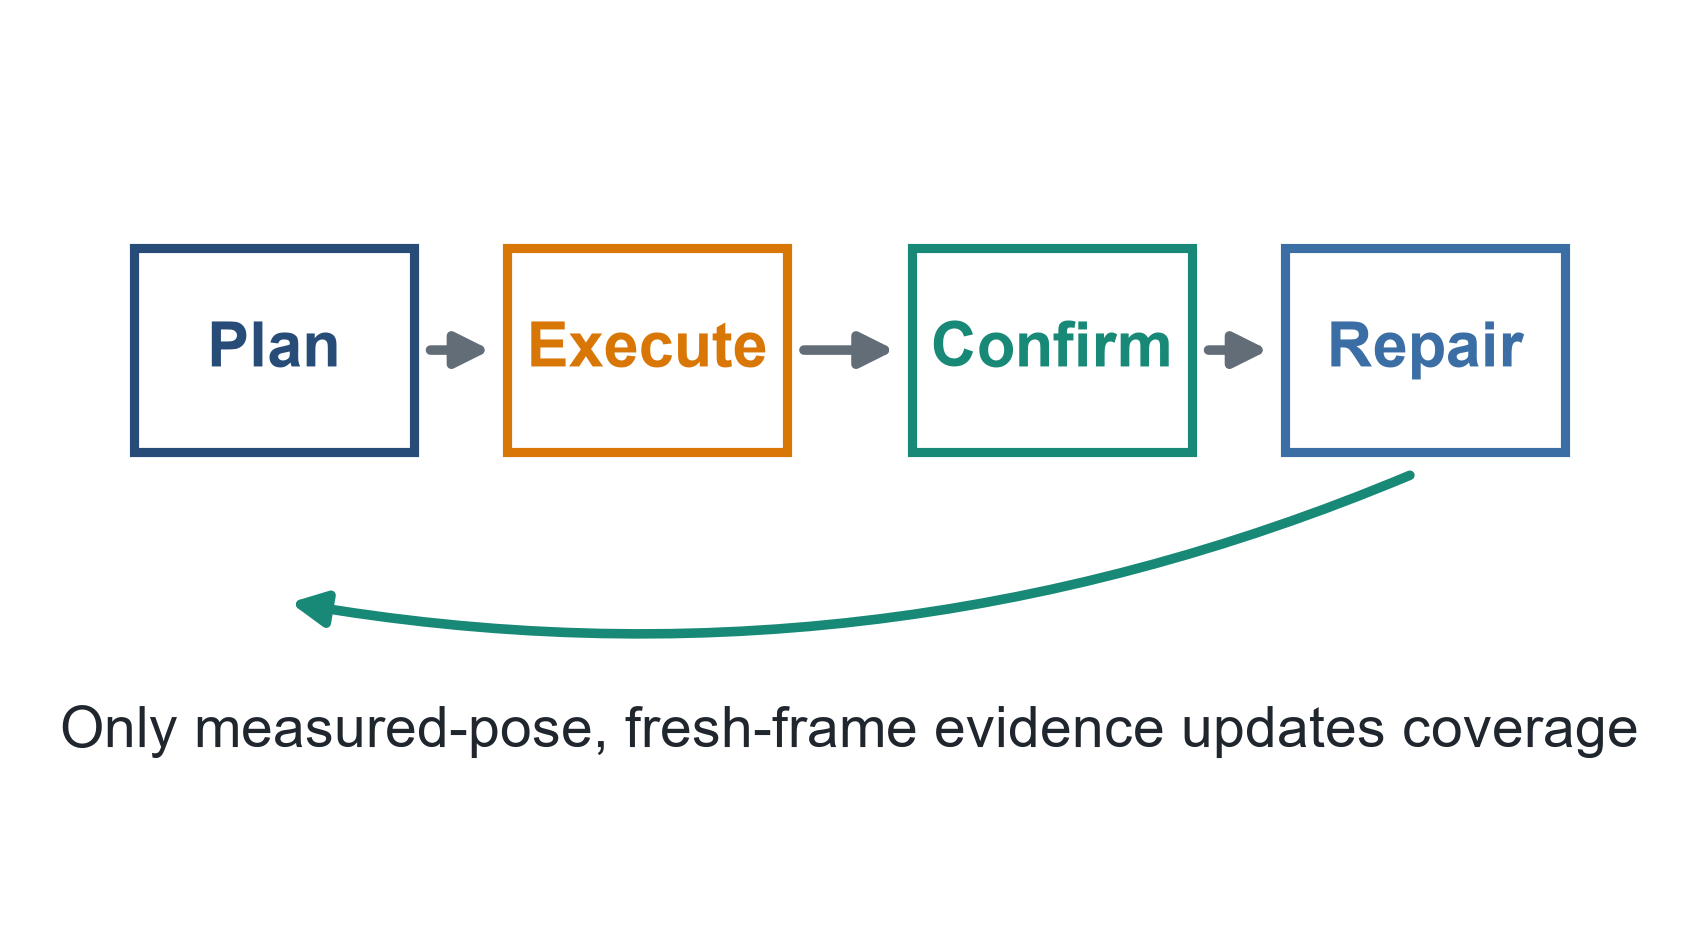 Plan
Execute
Confirm
Repair
Only measured-pose, fresh-frame evidence updates coverage